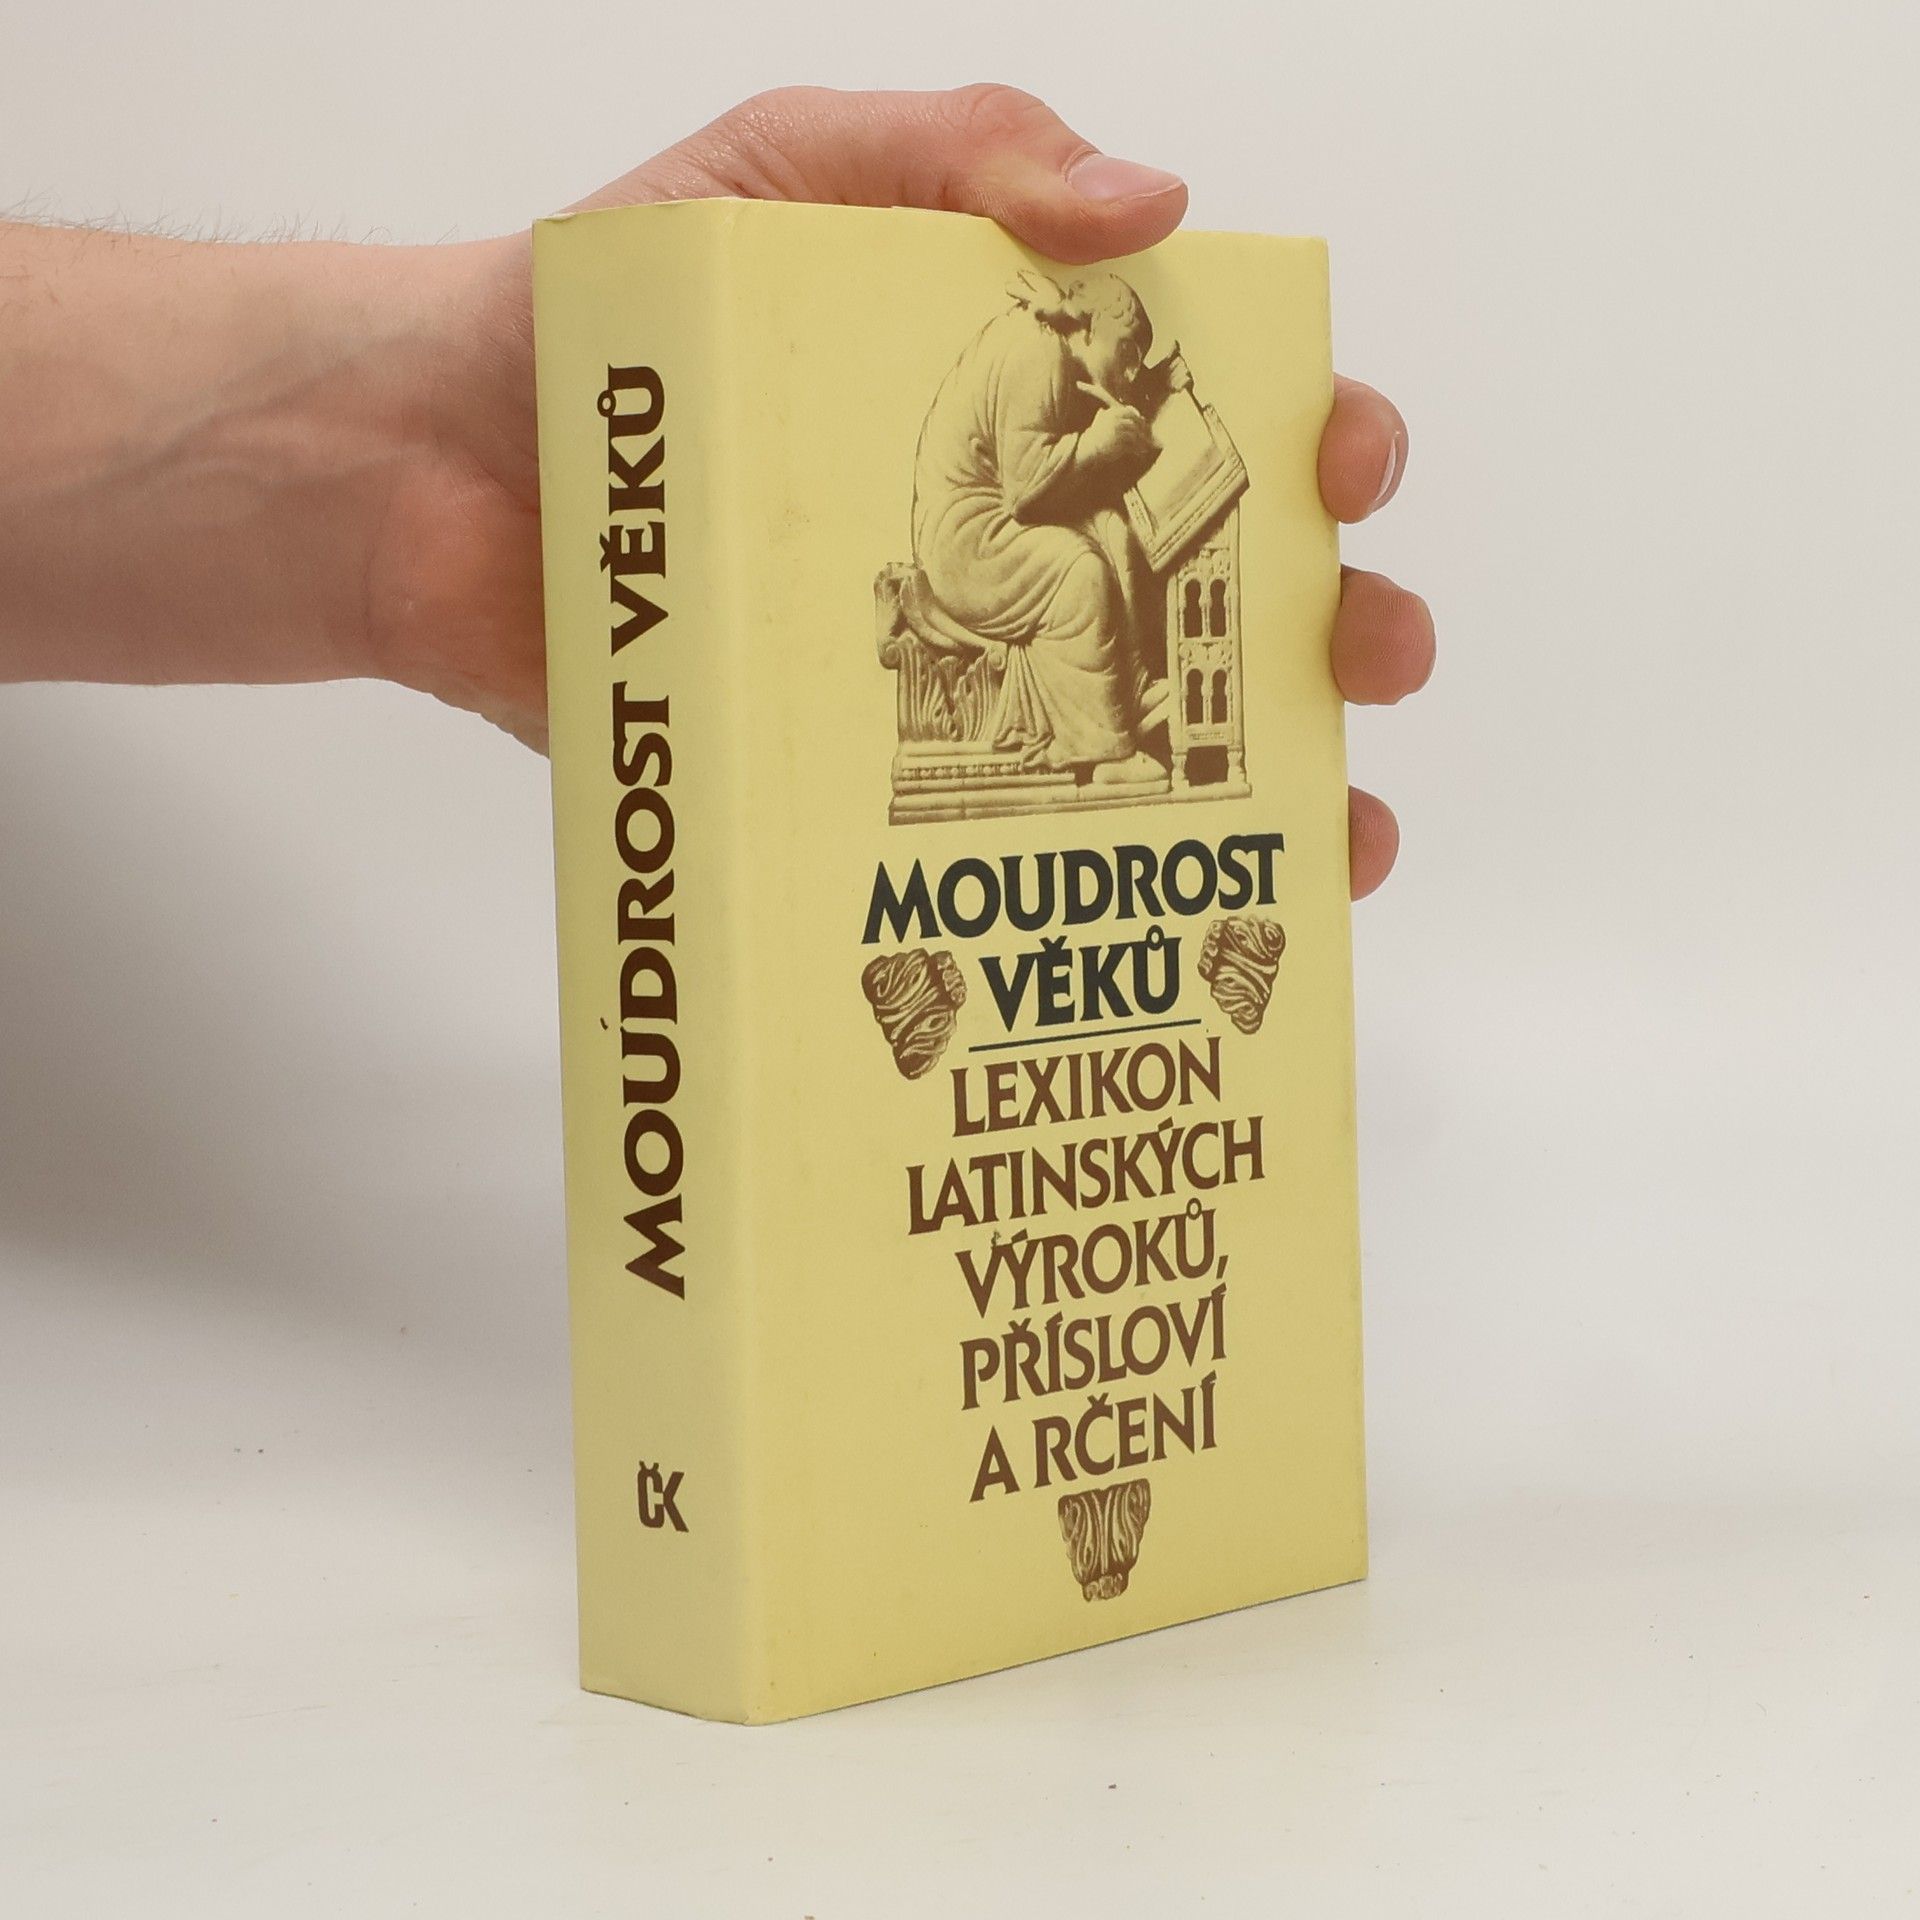 MOUDROST VĚKŮ
ČK
MOUDROST
VĚKŮ
LEXIKON
LATINSKÝCH
VÝROKŮ,
PŘÍSLOVÍ
A RČENÍ